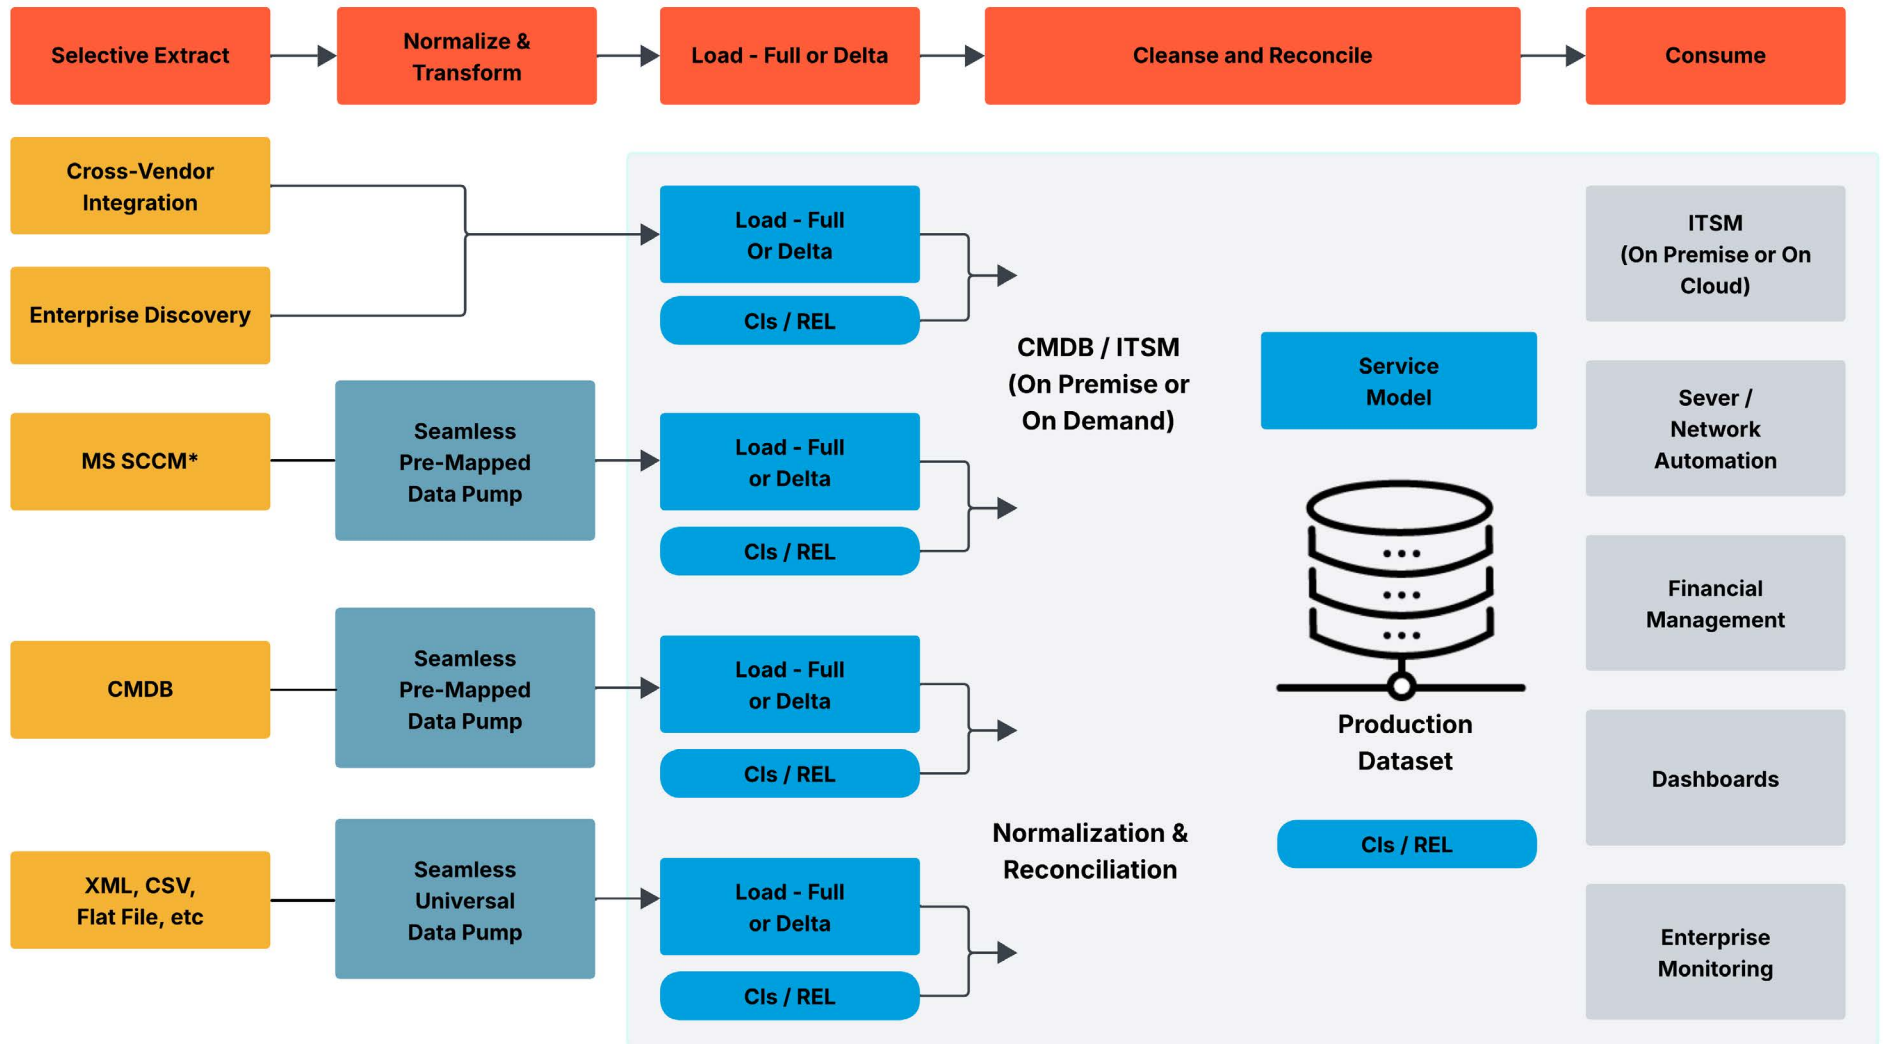 Selective Extract
Normalize &
Transform
Load - Full or Delta
Cleanse and Reconcile
Consume
Cross-Vendor
Integration
Enterprise Discovery
MS SCCM*
CMDB
XML, CSV,
Flat File, etc
Seamless
Pre-Mapped
Data Pump
Seamless
Pre-Mapped
Data Pump
Seamless
Universal
Data Pump
Load - Full
Or Delta
CIs / REL
Load - Full
or Delta
CIs / REL
Load - Full
or Delta
CIs / REL
Load - Full
or Delta
CIs / REL
CMDB / ITSM
(On Premise or
On Demand)
Normalization &
Reconciliation
Service
Model
Production
Dataset
CIs / REL
ITSM
(On Premise or On
Cloud)
Sever /
Network
Automation
Financial
Management
Dashboards
Enterprise
Monitoring